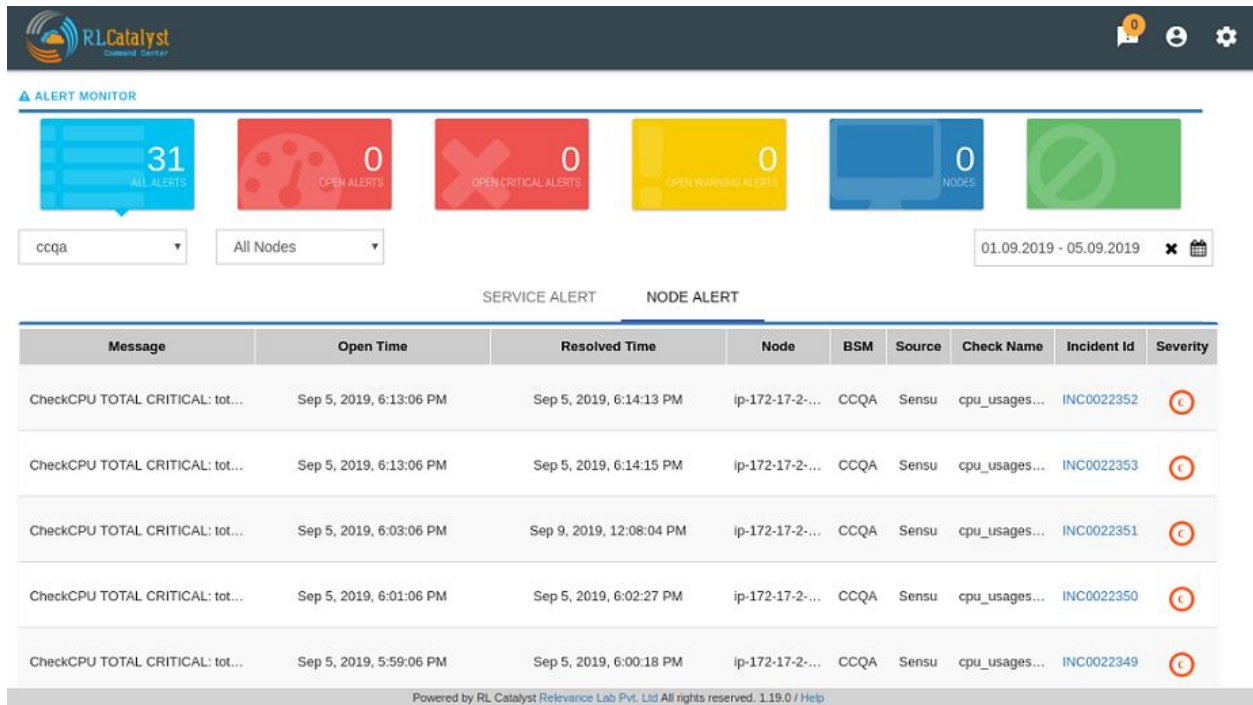 RLCatalyst
Command Center
0
ALERT MONITOR
31
ALL ALERTS
0
OPEN ALERTS
0
OPEN CRITICAL ALERTS
0
OPEN WARNING ALERTS
0
NODES
ccqa
All Nodes
01.09.2019 - 05.09.2019
SERVICE ALERT NODE ALERT
Message Open Time Resolved Time Node BSM Source Check Name Incident Id Severity
CheckCPU TOTAL CRITICAL: tot... Sep 5, 2019, 6:13:06 PM Sep 5, 2019, 6:14:13 PM ip-172-17-2-... CCQA Sensu cpu_usages... INC0022352 C
CheckCPU TOTAL CRITICAL: tot... Sep 5, 2019, 6:13:06 PM Sep 5, 2019, 6:14:15 PM ip-172-17-2-... CCQA Sensu cpu_usages... INC0022353 C
CheckCPU TOTAL CRITICAL: tot... Sep 5, 2019, 6:03:06 PM Sep 9, 2019, 12:08:04 PM ip-172-17-2-... CCQA Sensu cpu_usages... INC0022351 C
CheckCPU TOTAL CRITICAL: tot... Sep 5, 2019, 6:01:06 PM Sep 5, 2019, 6:02:27 PM ip-172-17-2-... CCQA Sensu cpu_usages... INC0022350 C
CheckCPU TOTAL CRITICAL: tot... Sep 5, 2019, 5:59:06 PM Sep 5, 2019, 6:00:18 PM ip-172-17-2-... CCQA Sensu cpu_usages... INC0022349 C
Powered by RL Catalyst Relevance Lab Pvt. Ltd All rights reserved. 1.19.0 / Help